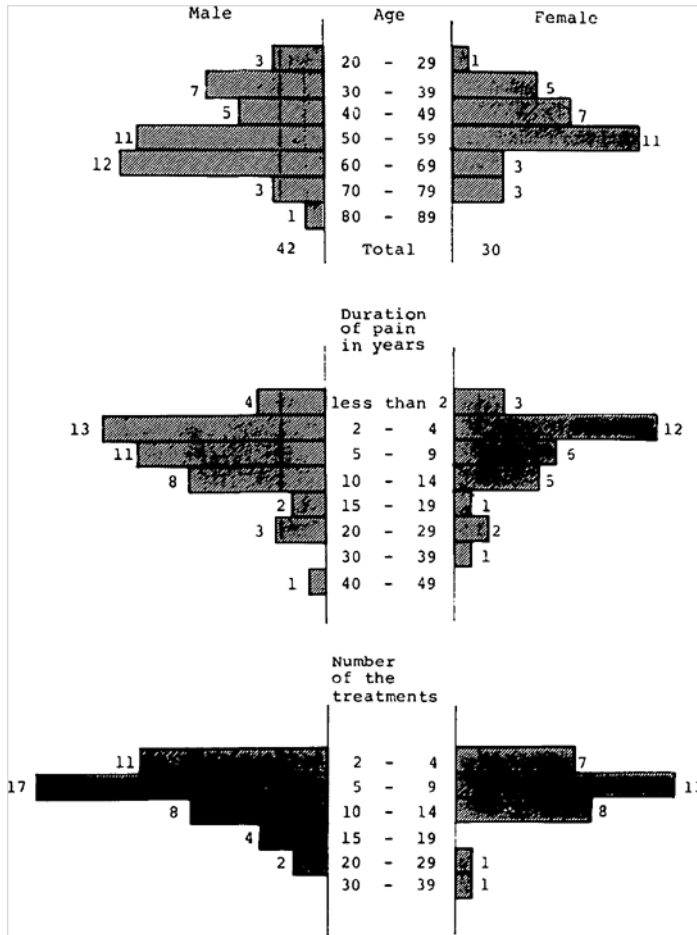 Male Age Female
3 20 - 29 1
7 30 - 39 5
5 40 - 49 7
11 50 - 59 11
12 60 - 69 3
3 70 - 79 3
1 80 - 89
42 Total 30
Duration
of pain
in years
4 less than 2 3
13 2 - 4 12
11 5 - 9 6
8 10 - 14 5
2 15 - 19 1
3 20 - 29 2
30 - 39 1
1 40 - 49
Number
of the
treatments
11 2 - 4 7
17 5 - 9
8 10 - 14 8
4 15 - 19
2 20 - 29 1
30 - 39 1